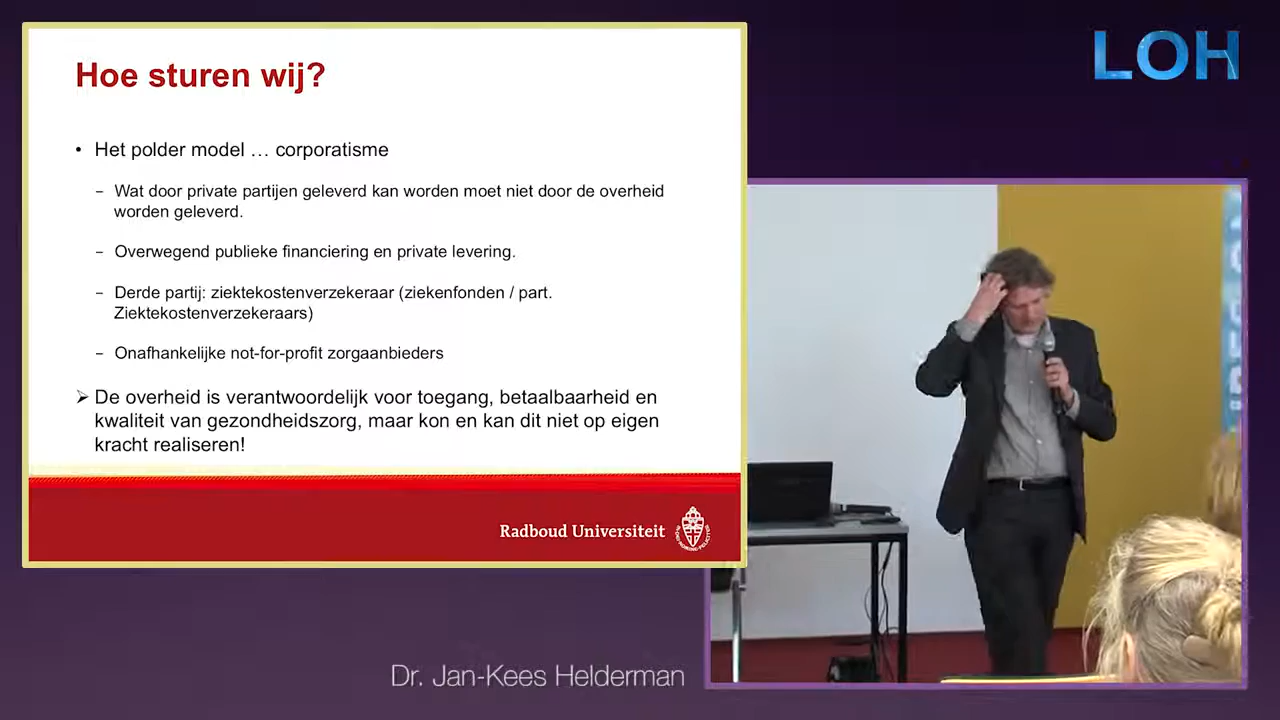 Hoe sturen wij?
• Het polder model … corporatisme
– Wat door private partijen geleverd kan worden moet niet door de overheid
worden geleverd.
– Overwegend publieke financiering en private levering.
– Derde partij: ziektekostenverzekeraar (ziekenfonden / part.
Ziektekostenverzekeraars)
– Onafhankelijke not-for-profit zorgaanbieders
➢ De overheid is verantwoordelijk voor toegang, betaalbaarheid en
kwaliteit van gezondheidszorg, maar kon en kan dit niet op eigen
kracht realiseren!
Radboud Universiteit
LOH
Dr. Jan-Kees Helderman